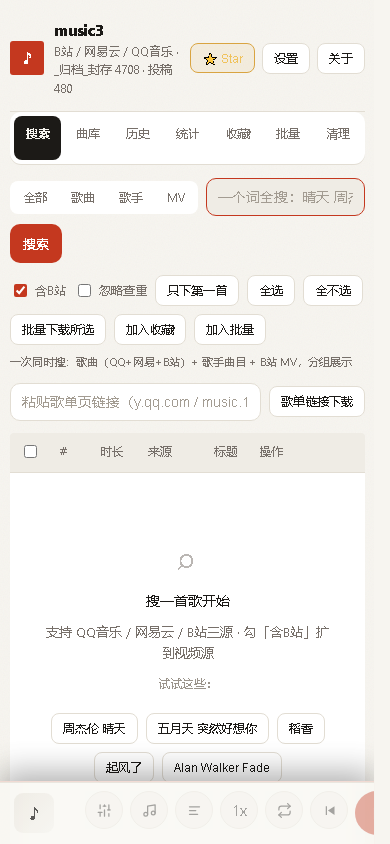 music3
B站 / 网易云 / QQ音乐 ·
_归档_封存 4708 · 投稿
480
Star
设置
关于
搜索 曲库 历史 统计 收藏 批量 清理
全部 歌曲 歌手 MV
一个词全搜：晴天 周
搜索
含B站 忽略查重 只下第一首 全选 全不选
批量下载所选 加入收藏 加入批量
一次同时搜：歌曲（QQ+网易+B站）+ 歌手曲目 + B站 MV，分组展示
粘贴歌单页链接（y.qq.com / music.1
歌单链接下载
# 时长 来源 标题 操作
搜一首歌开始
支持 QQ音乐 / 网易云 / B站三源 · 勾「含B站」扩
到视频源
试试这些：
周杰伦 晴天 五月天 突然好想你 稻香
起风了 Alan Walker Fade
1x